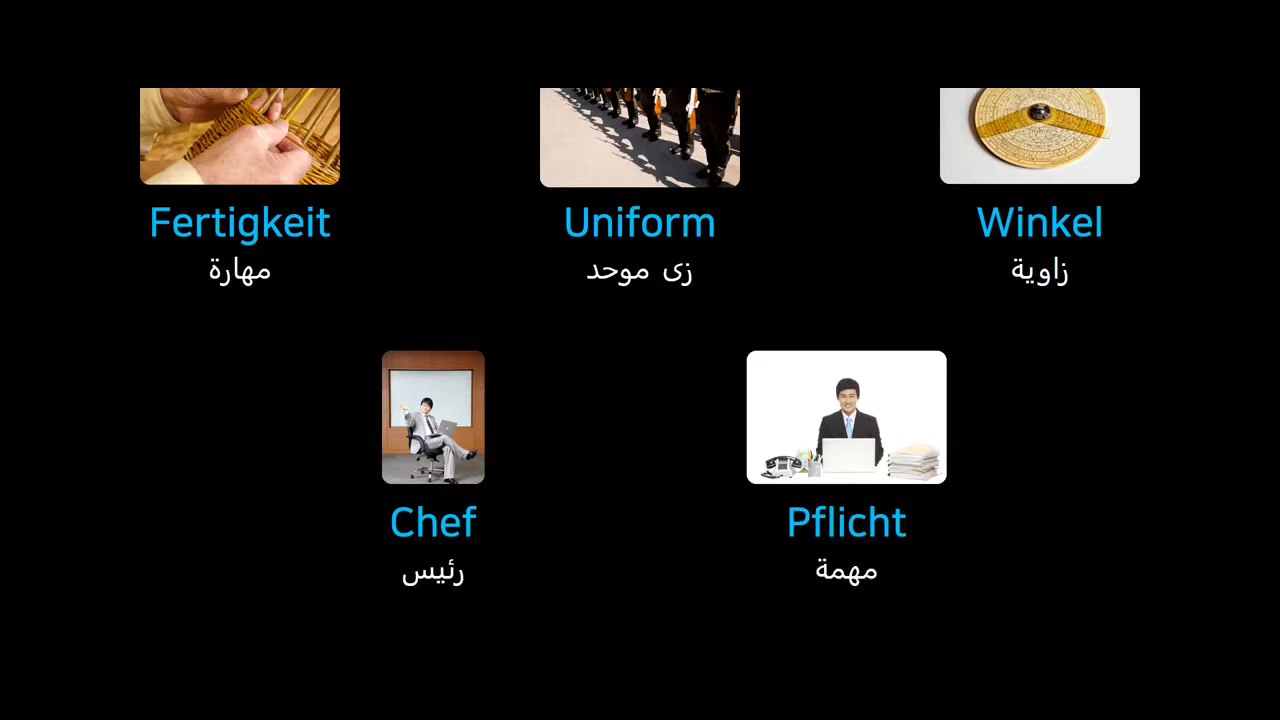 Fertigkeit
مهارة
Uniform
زى موحد
Winkel
زاوية
Chef
رئيس
Pflicht
مهمة